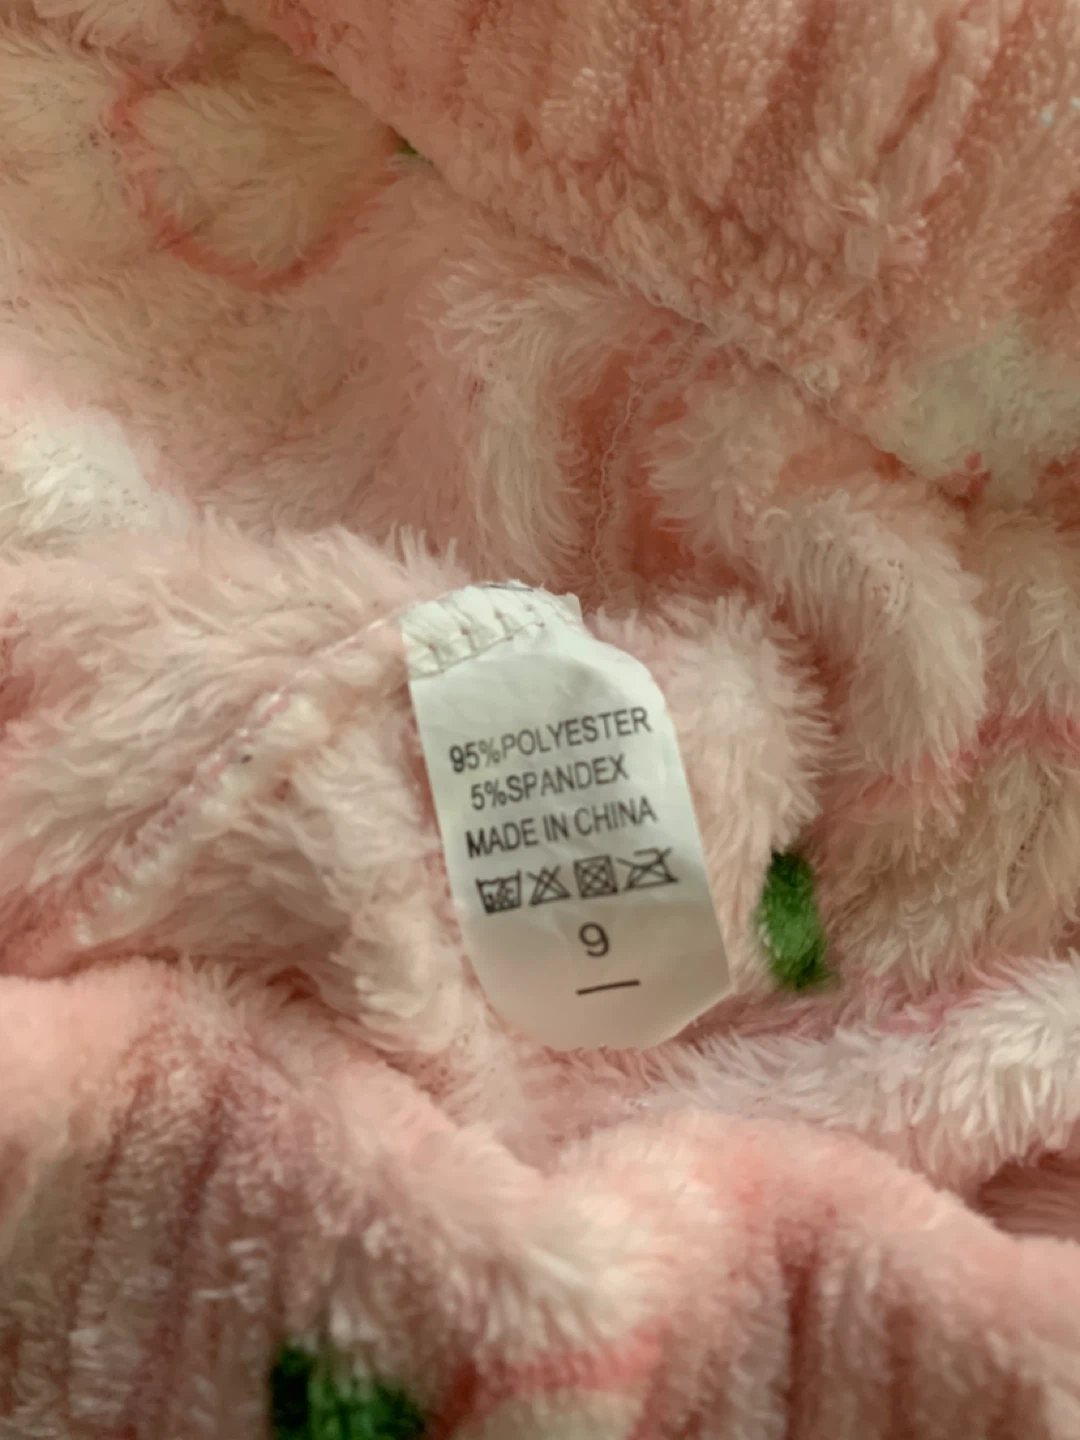 95%POLYESTER
5%SPANDEX
MADE IN CHINA
9